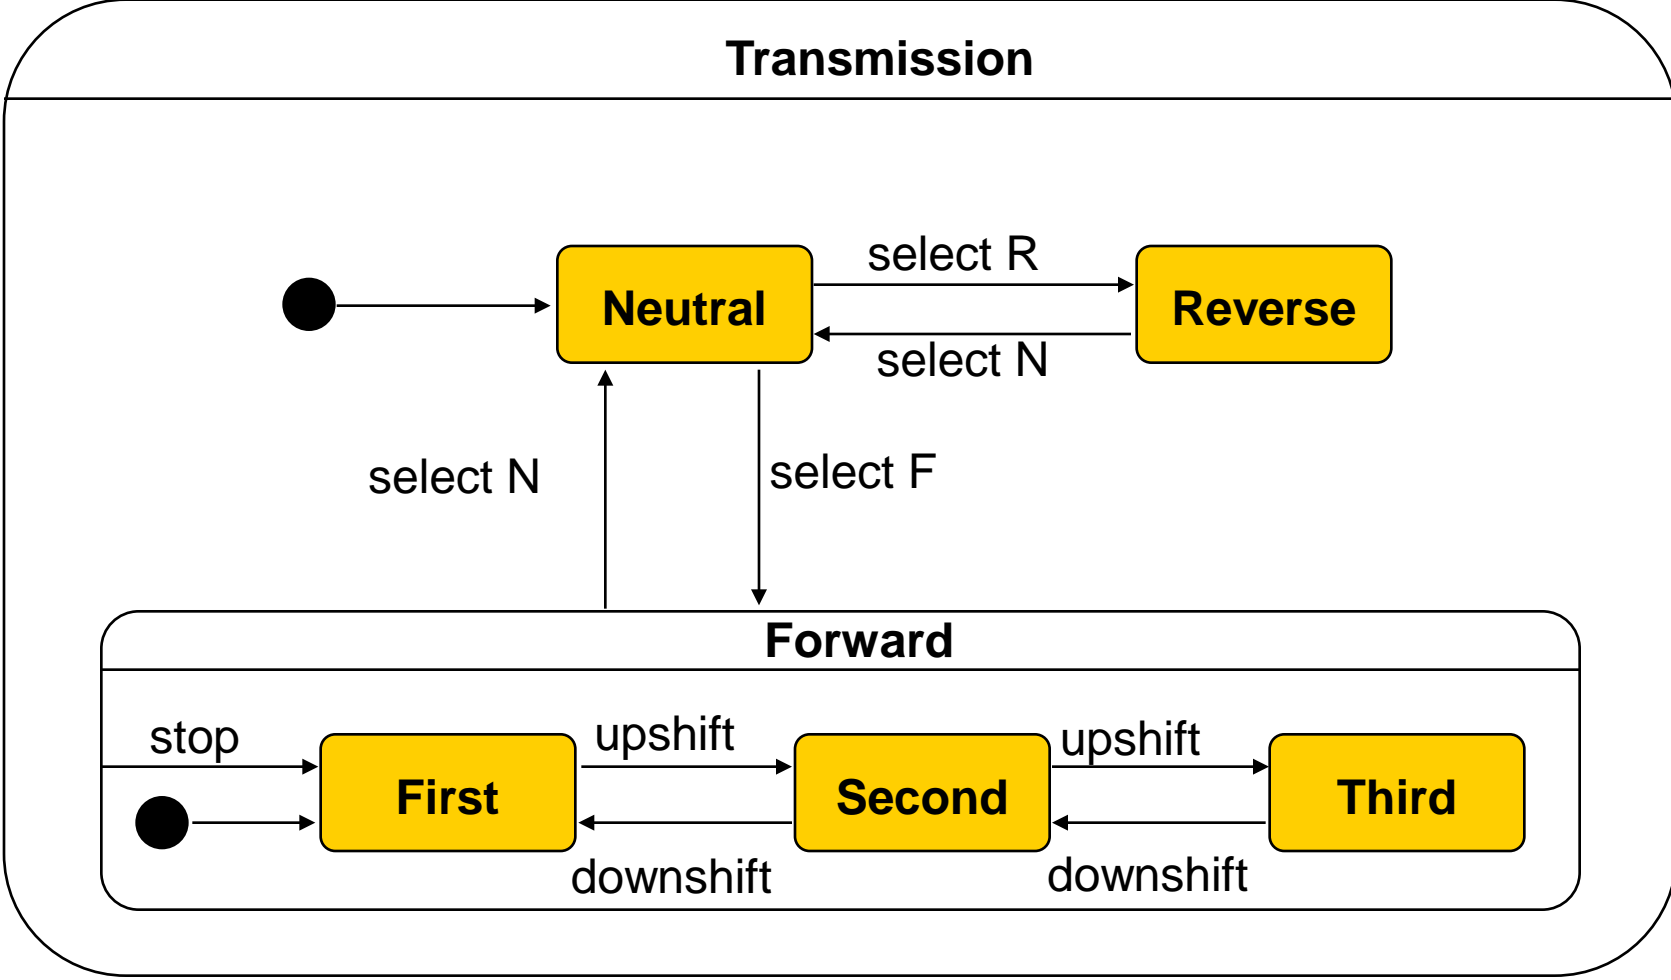 Transmission
select R
Neutral
Reverse
select N
select N
select F
Forward
stop
upshift
upshift
First
Second
Third
downshift
downshift